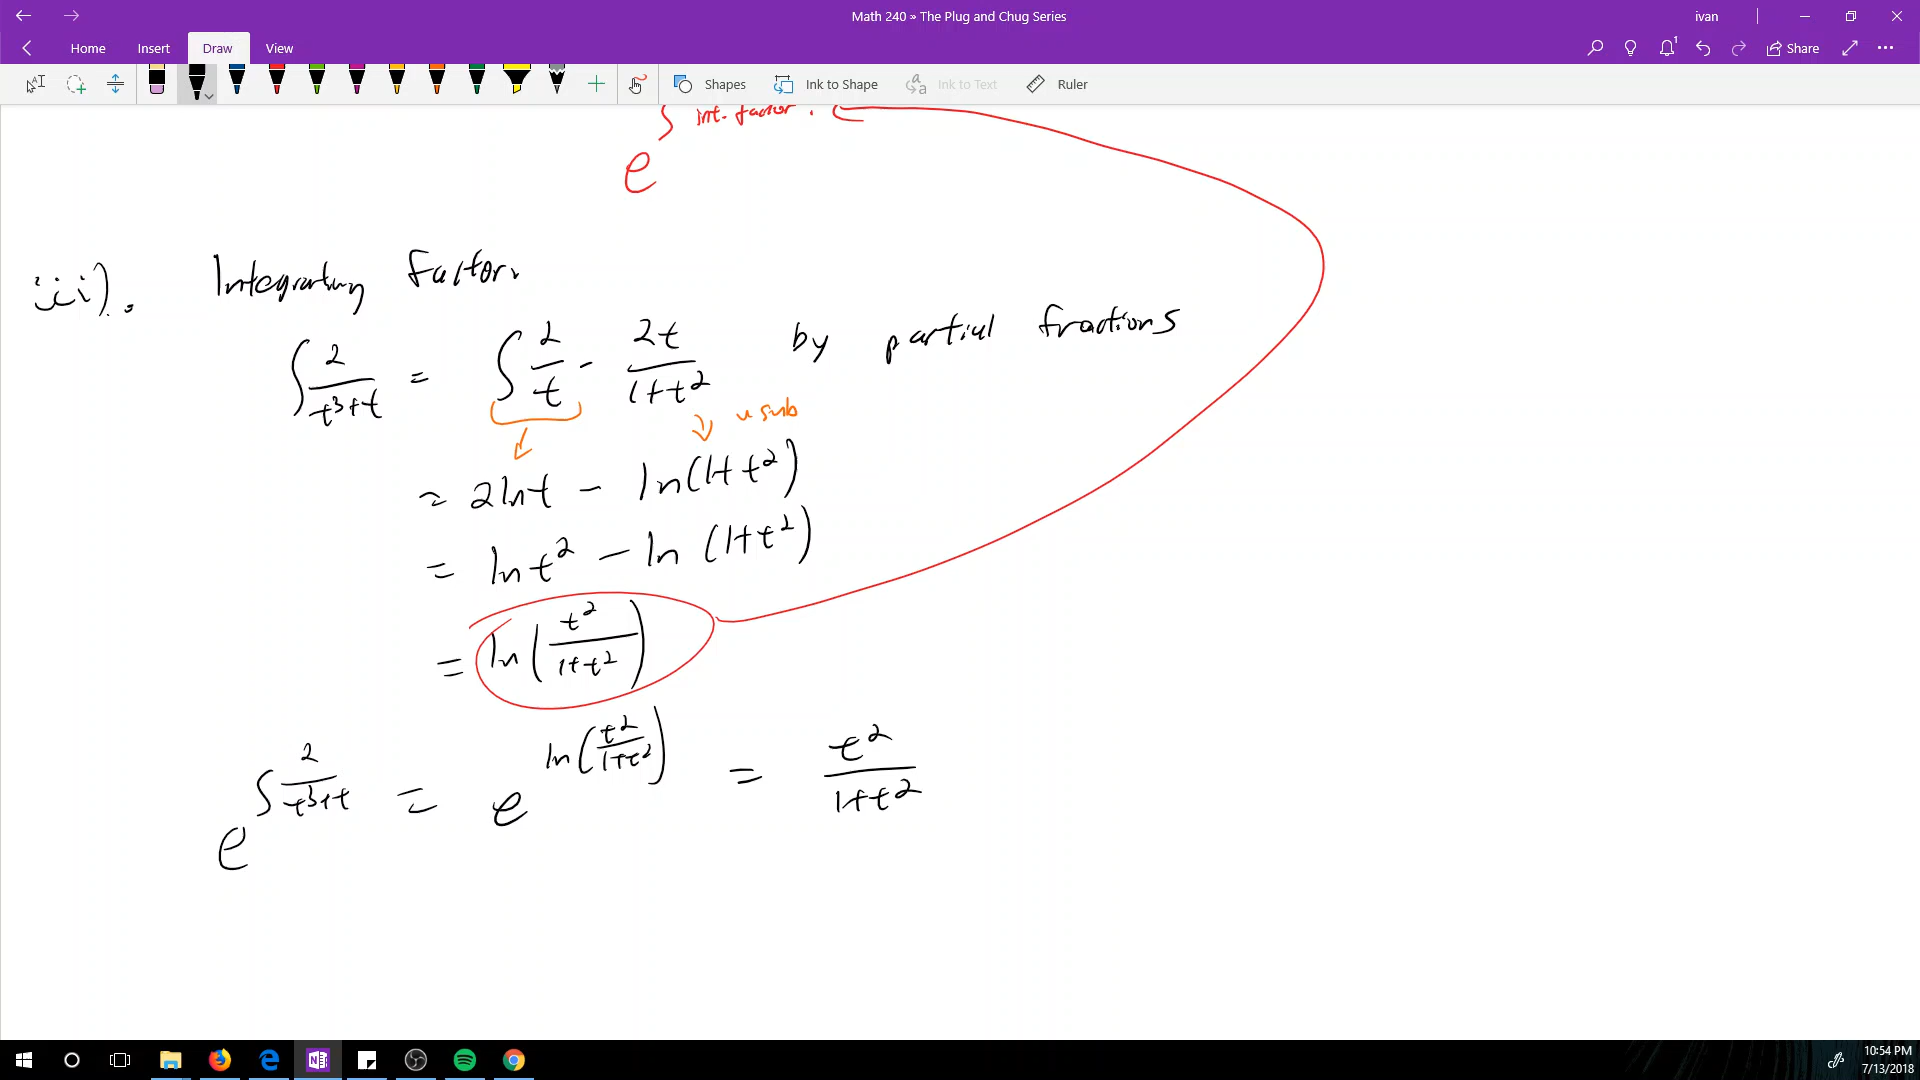 Math 240 » The Plug and Chug Series
ivan
Home Insert Draw View
1
Share
Shapes Ink to Shape Ink to Text Ruler
∫ int. factor.
e
iii). Integrating Factor.
∫ 2/(t³+t) = ∫ 2/t - 2t/(1+t²) by partial fractions
u sub
= 2lnt - ln(1+t²)
= lnt² - ln(1+t²)
= ln(t²/(1+t²))
e^(∫ 2/(t³+t)) = e^(ln(t²/(1+t²))) = t²/(1+t²)
10:54 PM
7/13/2018